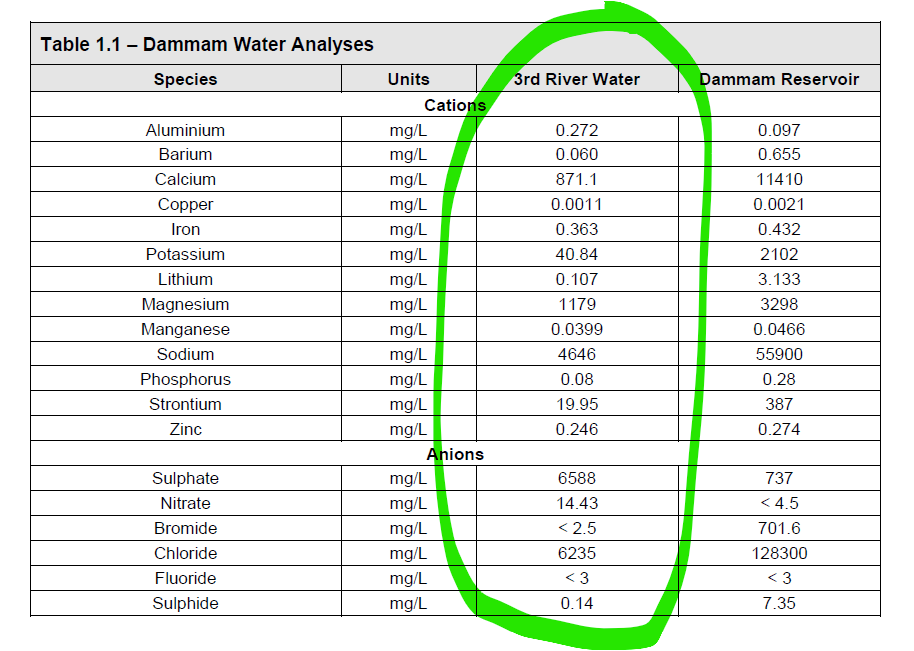 Table 1.1 – Dammam Water Analyses
Species Units 3rd River Water Dammam Reservoir
Cations
Aluminium mg/L 0.272 0.097
Barium mg/L 0.060 0.655
Calcium mg/L 871.1 11410
Copper mg/L 0.0011 0.0021
Iron mg/L 0.363 0.432
Potassium mg/L 40.84 2102
Lithium mg/L 0.107 3.133
Magnesium mg/L 1179 3298
Manganese mg/L 0.0399 0.0466
Sodium mg/L 4646 55900
Phosphorus mg/L 0.08 0.28
Strontium mg/L 19.95 387
Zinc mg/L 0.246 0.274
Anions
Sulphate mg/L 6588 737
Nitrate mg/L 14.43 < 4.5
Bromide mg/L < 2.5 701.6
Chloride mg/L 6235 128300
Fluoride mg/L < 3 < 3
Sulphide mg/L 0.14 7.35